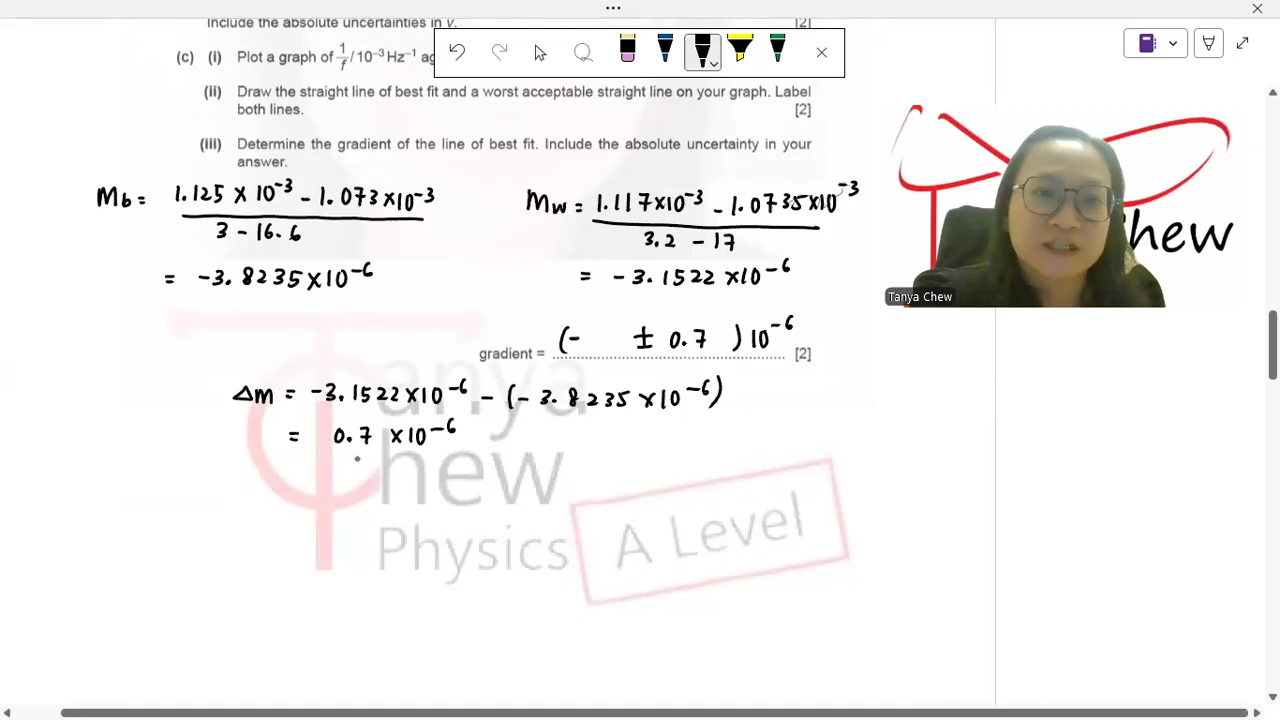 Include the absolute uncertainties in v. [2]
(c) (i) Plot a graph of 1/f / 10⁻³ Hz⁻¹ ag
(ii) Draw the straight line of best fit and a worst acceptable straight line on your graph. Label
both lines. [2]
(iii) Determine the gradient of the line of best fit. Include the absolute uncertainty in your
answer.
Mb = (1.125 × 10⁻³ - 1.073 × 10⁻³) / (3 - 16.6)
= -3.8235 × 10⁻⁶
Mw = (1.117 × 10⁻³ - 1.0735 × 10⁻³) / (3.2 - 17)
= -3.1522 × 10⁻⁶
gradient = (- ± 0.7 ) 10⁻⁶ [2]
Δm = -3.1522 × 10⁻⁶ - (-3.8235 × 10⁻⁶)
= 0.7 × 10⁻⁶
Tanya
Chew
Physics
A Level
hew
Tanya Chew